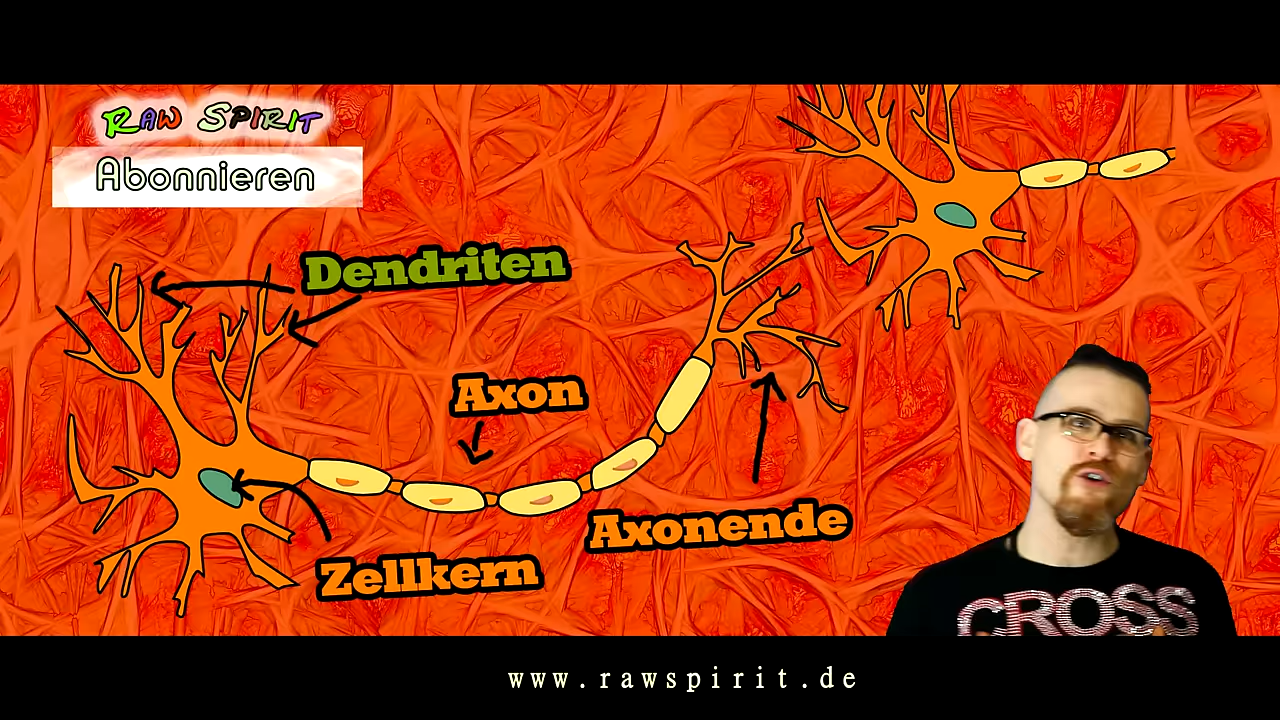 Raw Spirit
Abonnieren
Dendriten
Axon
Axonende
Zellkern
CROSS
www.rawspirit.de